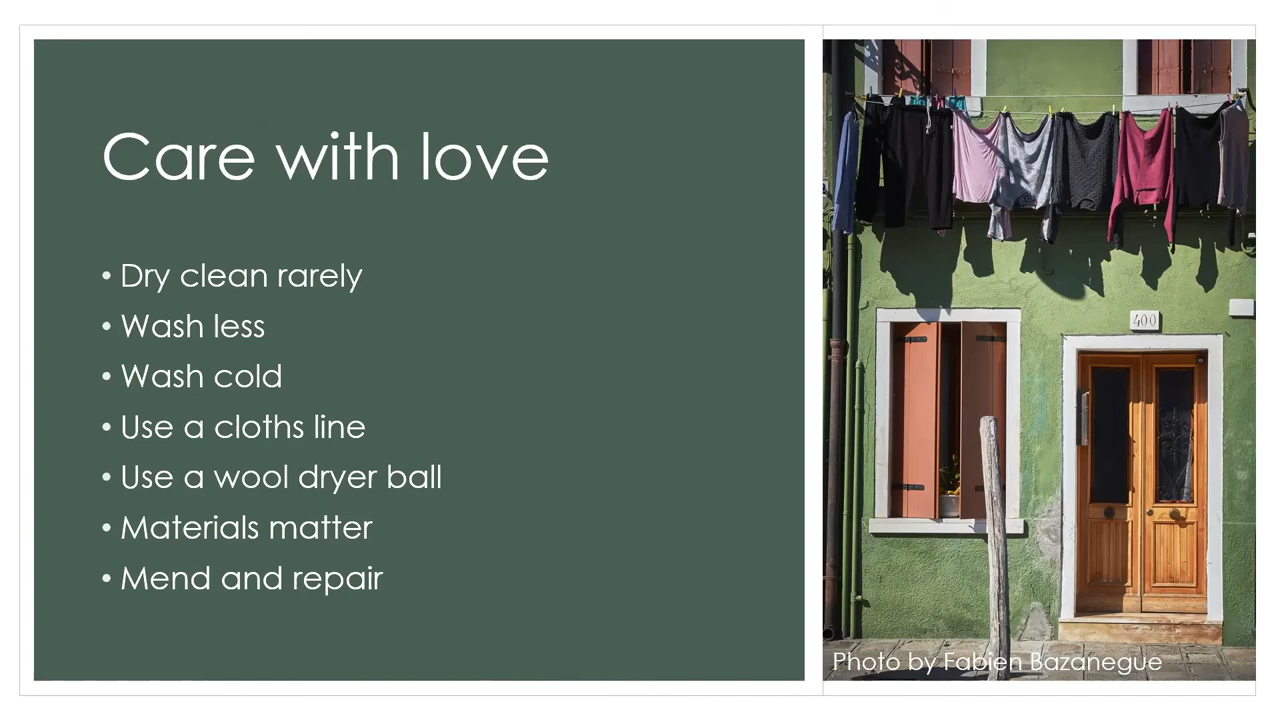 Care with love
• Dry clean rarely
• Wash less
• Wash cold
• Use a cloths line
• Use a wool dryer ball
• Materials matter
• Mend and repair
400
Photo by Fabien Bazanegue